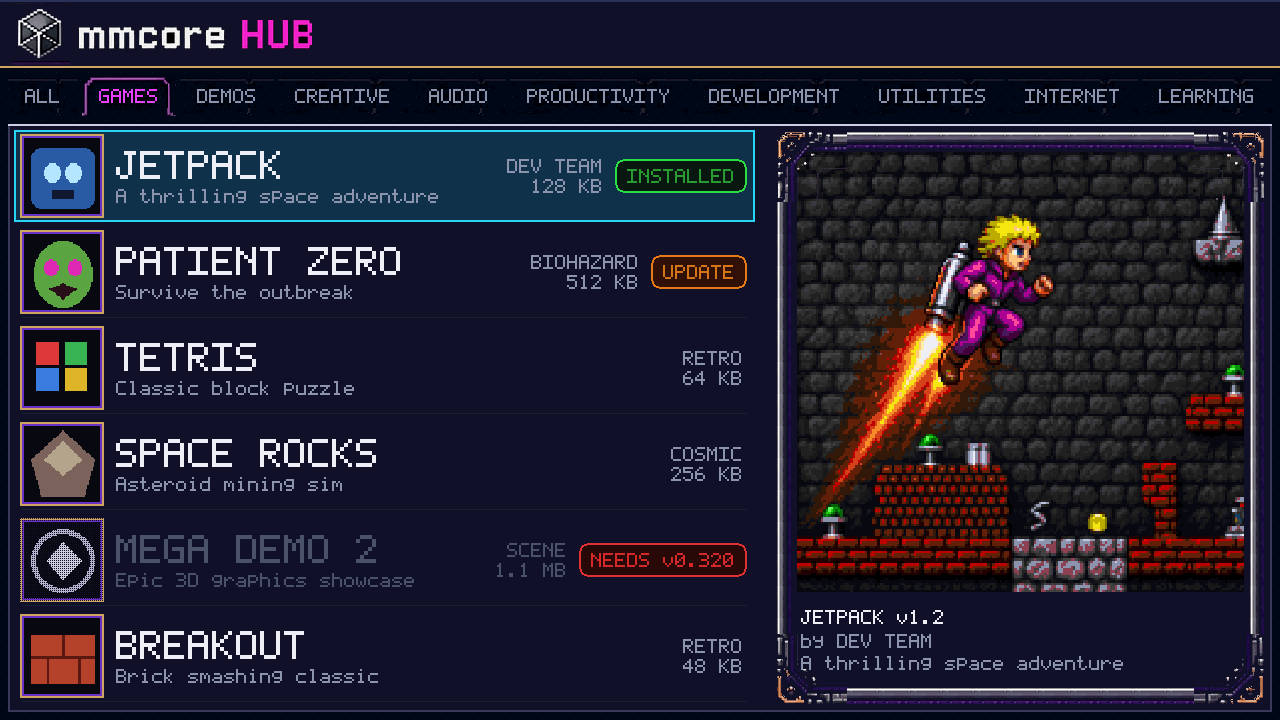 mmcore HUB
ALL GAMES DEMOS CREATIVE AUDIO PRODUCTIVITY DEVELOPMENT UTILITIES INTERNET LEARNING
JETPACK
A thrilling space adventure
DEV TEAM
128 KB
INSTALLED
PATIENT ZERO
Survive the outbreak
BIOHAZARD
512 KB
UPDATE
TETRIS
Classic block Puzzle
RETRO
64 KB
SPACE ROCKS
Asteroid mining sim
COSMIC
256 KB
MEGA DEMO 2
EPic 3D graPhics showcase
SCENE
1.1 MB
NEEDS v0.320
BREAKOUT
Brick smashing classic
RETRO
48 KB
JETPACK v1.2
by DEV TEAM
A thrilling sPace adventure